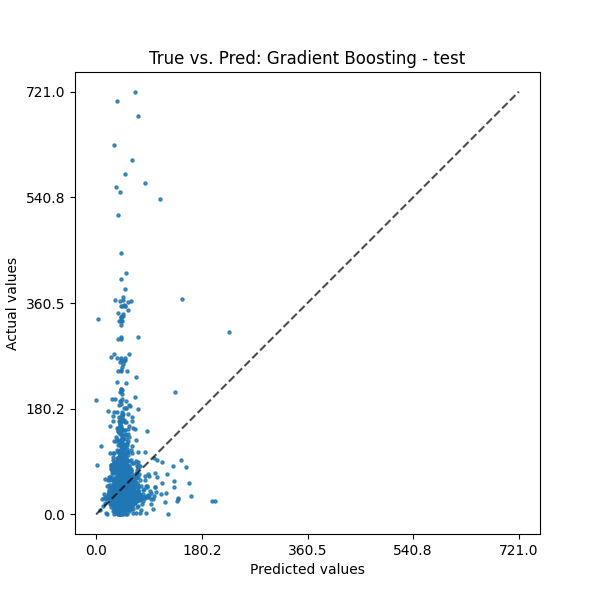 True vs. Pred: Gradient Boosting - test
Actual values
721.0
540.8
360.5
180.2
0.0
0.0 180.2 360.5 540.8 721.0
Predicted values